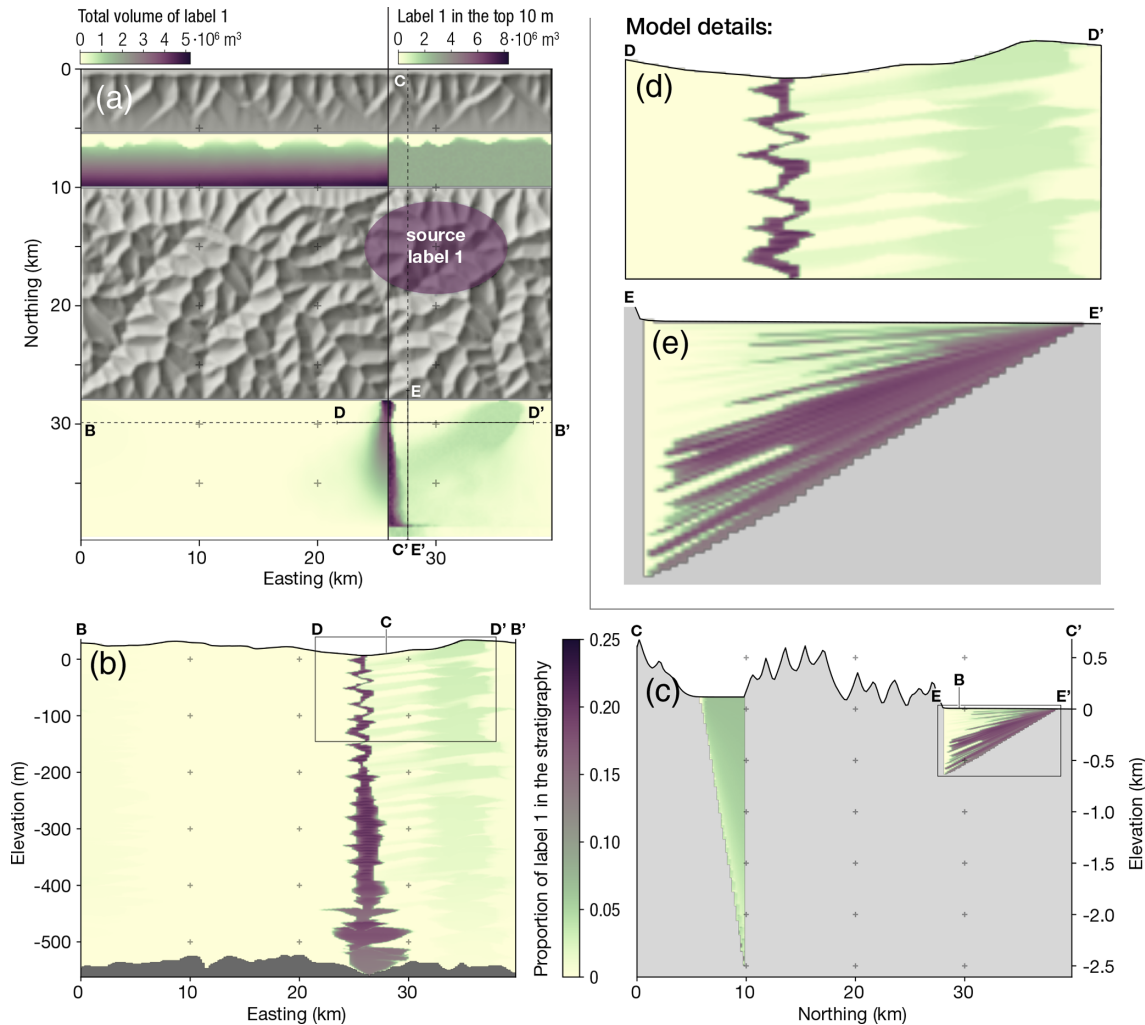 Total volume of label 1
0 1 2 3 4 5·10⁶ m³
Label 1 in the top 10 m
0 2 4 6 8·10⁶ m³
(a)
C
source
label 1
E
D
D'
B
B'
C' E'
0
10
20
30
Northing (km)
0 10 20 30
Easting (km)
Model details:
D
D'
(d)
E
E'
(e)
B
D
C
D' B'
(b)
0
-100
-200
-300
-400
-500
Elevation (m)
0 10 20 30
Easting (km)
0.25
0.20
0.15
0.10
0.05
0
Proportion of label 1 in the stratigraphy
C
C'
(c)
E
B
E'
0.5
0
-0.5
-1.0
-1.5
-2.0
-2.5
Elevation (km)
0 10 20 30
Northing (km)